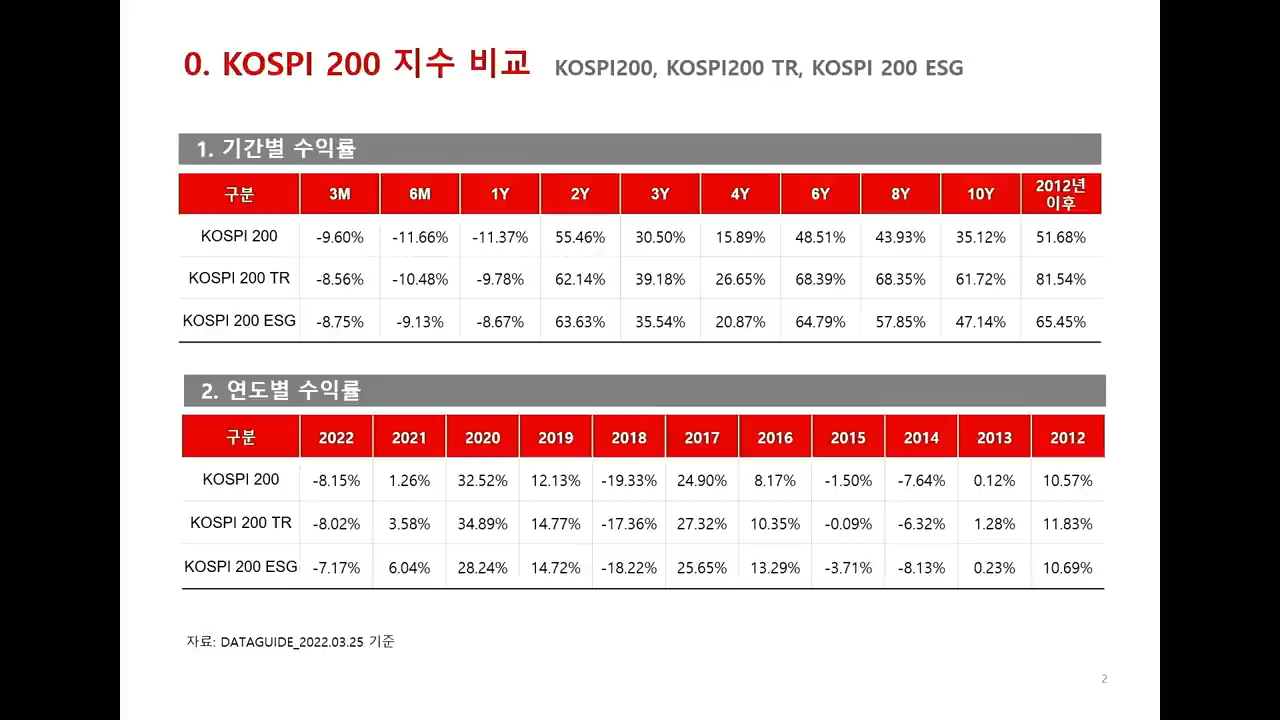 0. KOSPI 200 지수 비교 KOSPI200, KOSPI200 TR, KOSPI 200 ESG
1. 기간별 수익률
구분 3M 6M 1Y 2Y 3Y 4Y 6Y 8Y 10Y 2012년 이후
KOSPI 200 -9.60% -11.66% -11.37% 55.46% 30.50% 15.89% 48.51% 43.93% 35.12% 51.68%
KOSPI 200 TR -8.56% -10.48% -9.78% 62.14% 39.18% 26.65% 68.39% 68.35% 61.72% 81.54%
KOSPI 200 ESG -8.75% -9.13% -8.67% 63.63% 35.54% 20.87% 64.79% 57.85% 47.14% 65.45%
2. 연도별 수익률
구분 2022 2021 2020 2019 2018 2017 2016 2015 2014 2013 2012
KOSPI 200 -8.15% 1.26% 32.52% 12.13% -19.33% 24.90% 8.17% -1.50% -7.64% 0.12% 10.57%
KOSPI 200 TR -8.02% 3.58% 34.89% 14.77% -17.36% 27.32% 10.35% -0.09% -6.32% 1.28% 11.83%
KOSPI 200 ESG -7.17% 6.04% 28.24% 14.72% -18.22% 25.65% 13.29% -3.71% -8.13% 0.23% 10.69%
자료: DATAGUIDE_2022.03.25 기준
2